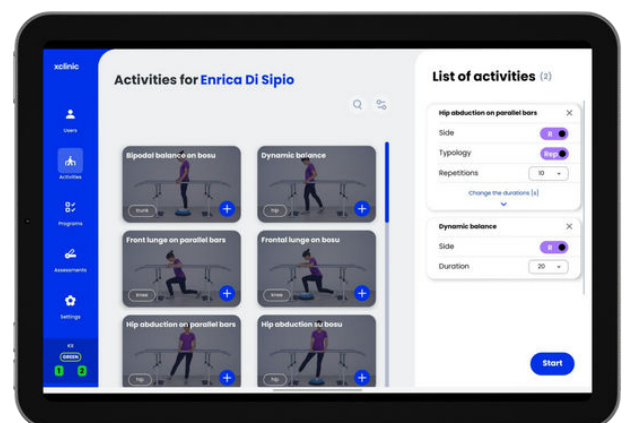 xclinic
Users
Activities
Programs
Assessments
Settings
Kit
GREEN
1 2
Activities for Enrica Di Sipio
Bipodal balance on bosu
trunk
Dynamic balance
hip
Front lunge on parallel bars
knee
Frontal lunge on bosu
knee
Hip abduction on parallel bars
hip
Hip abduction su bosu
hip
List of activities (2)
Hip abduction on parallel bars
Side
R
Typology
Rep.
Repetitions
10
Change the durations [s]
Dynamic balance
Side
R
Duration
20
Start